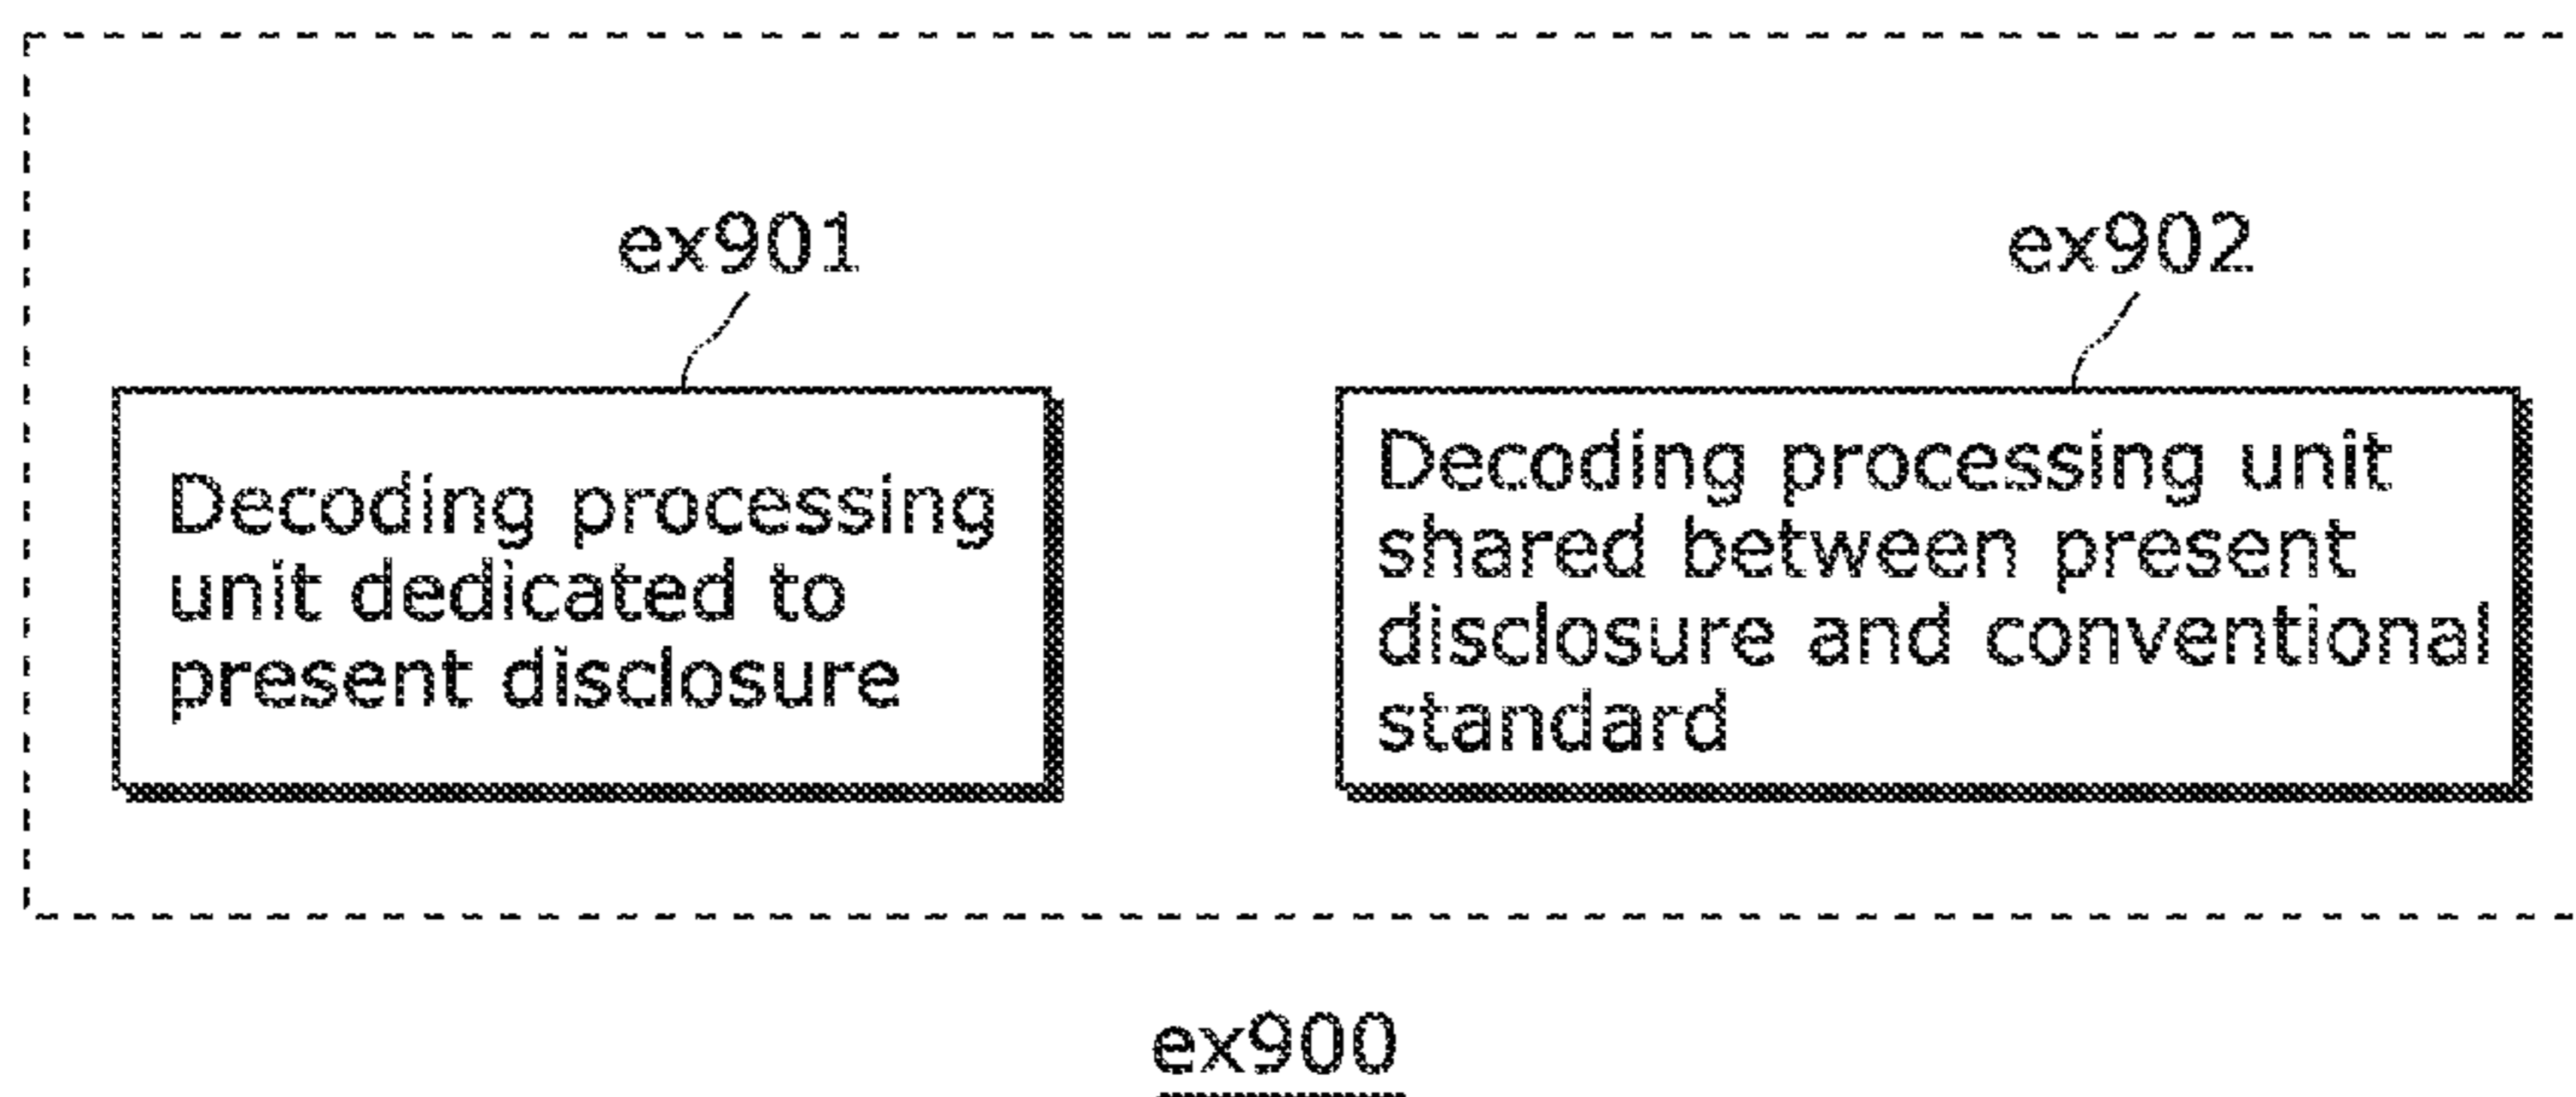 ex901
Decoding processing
unit dedicated to
present disclosure
ex902
Decoding processing unit
shared between present
disclosure and conventional
standard
ex900